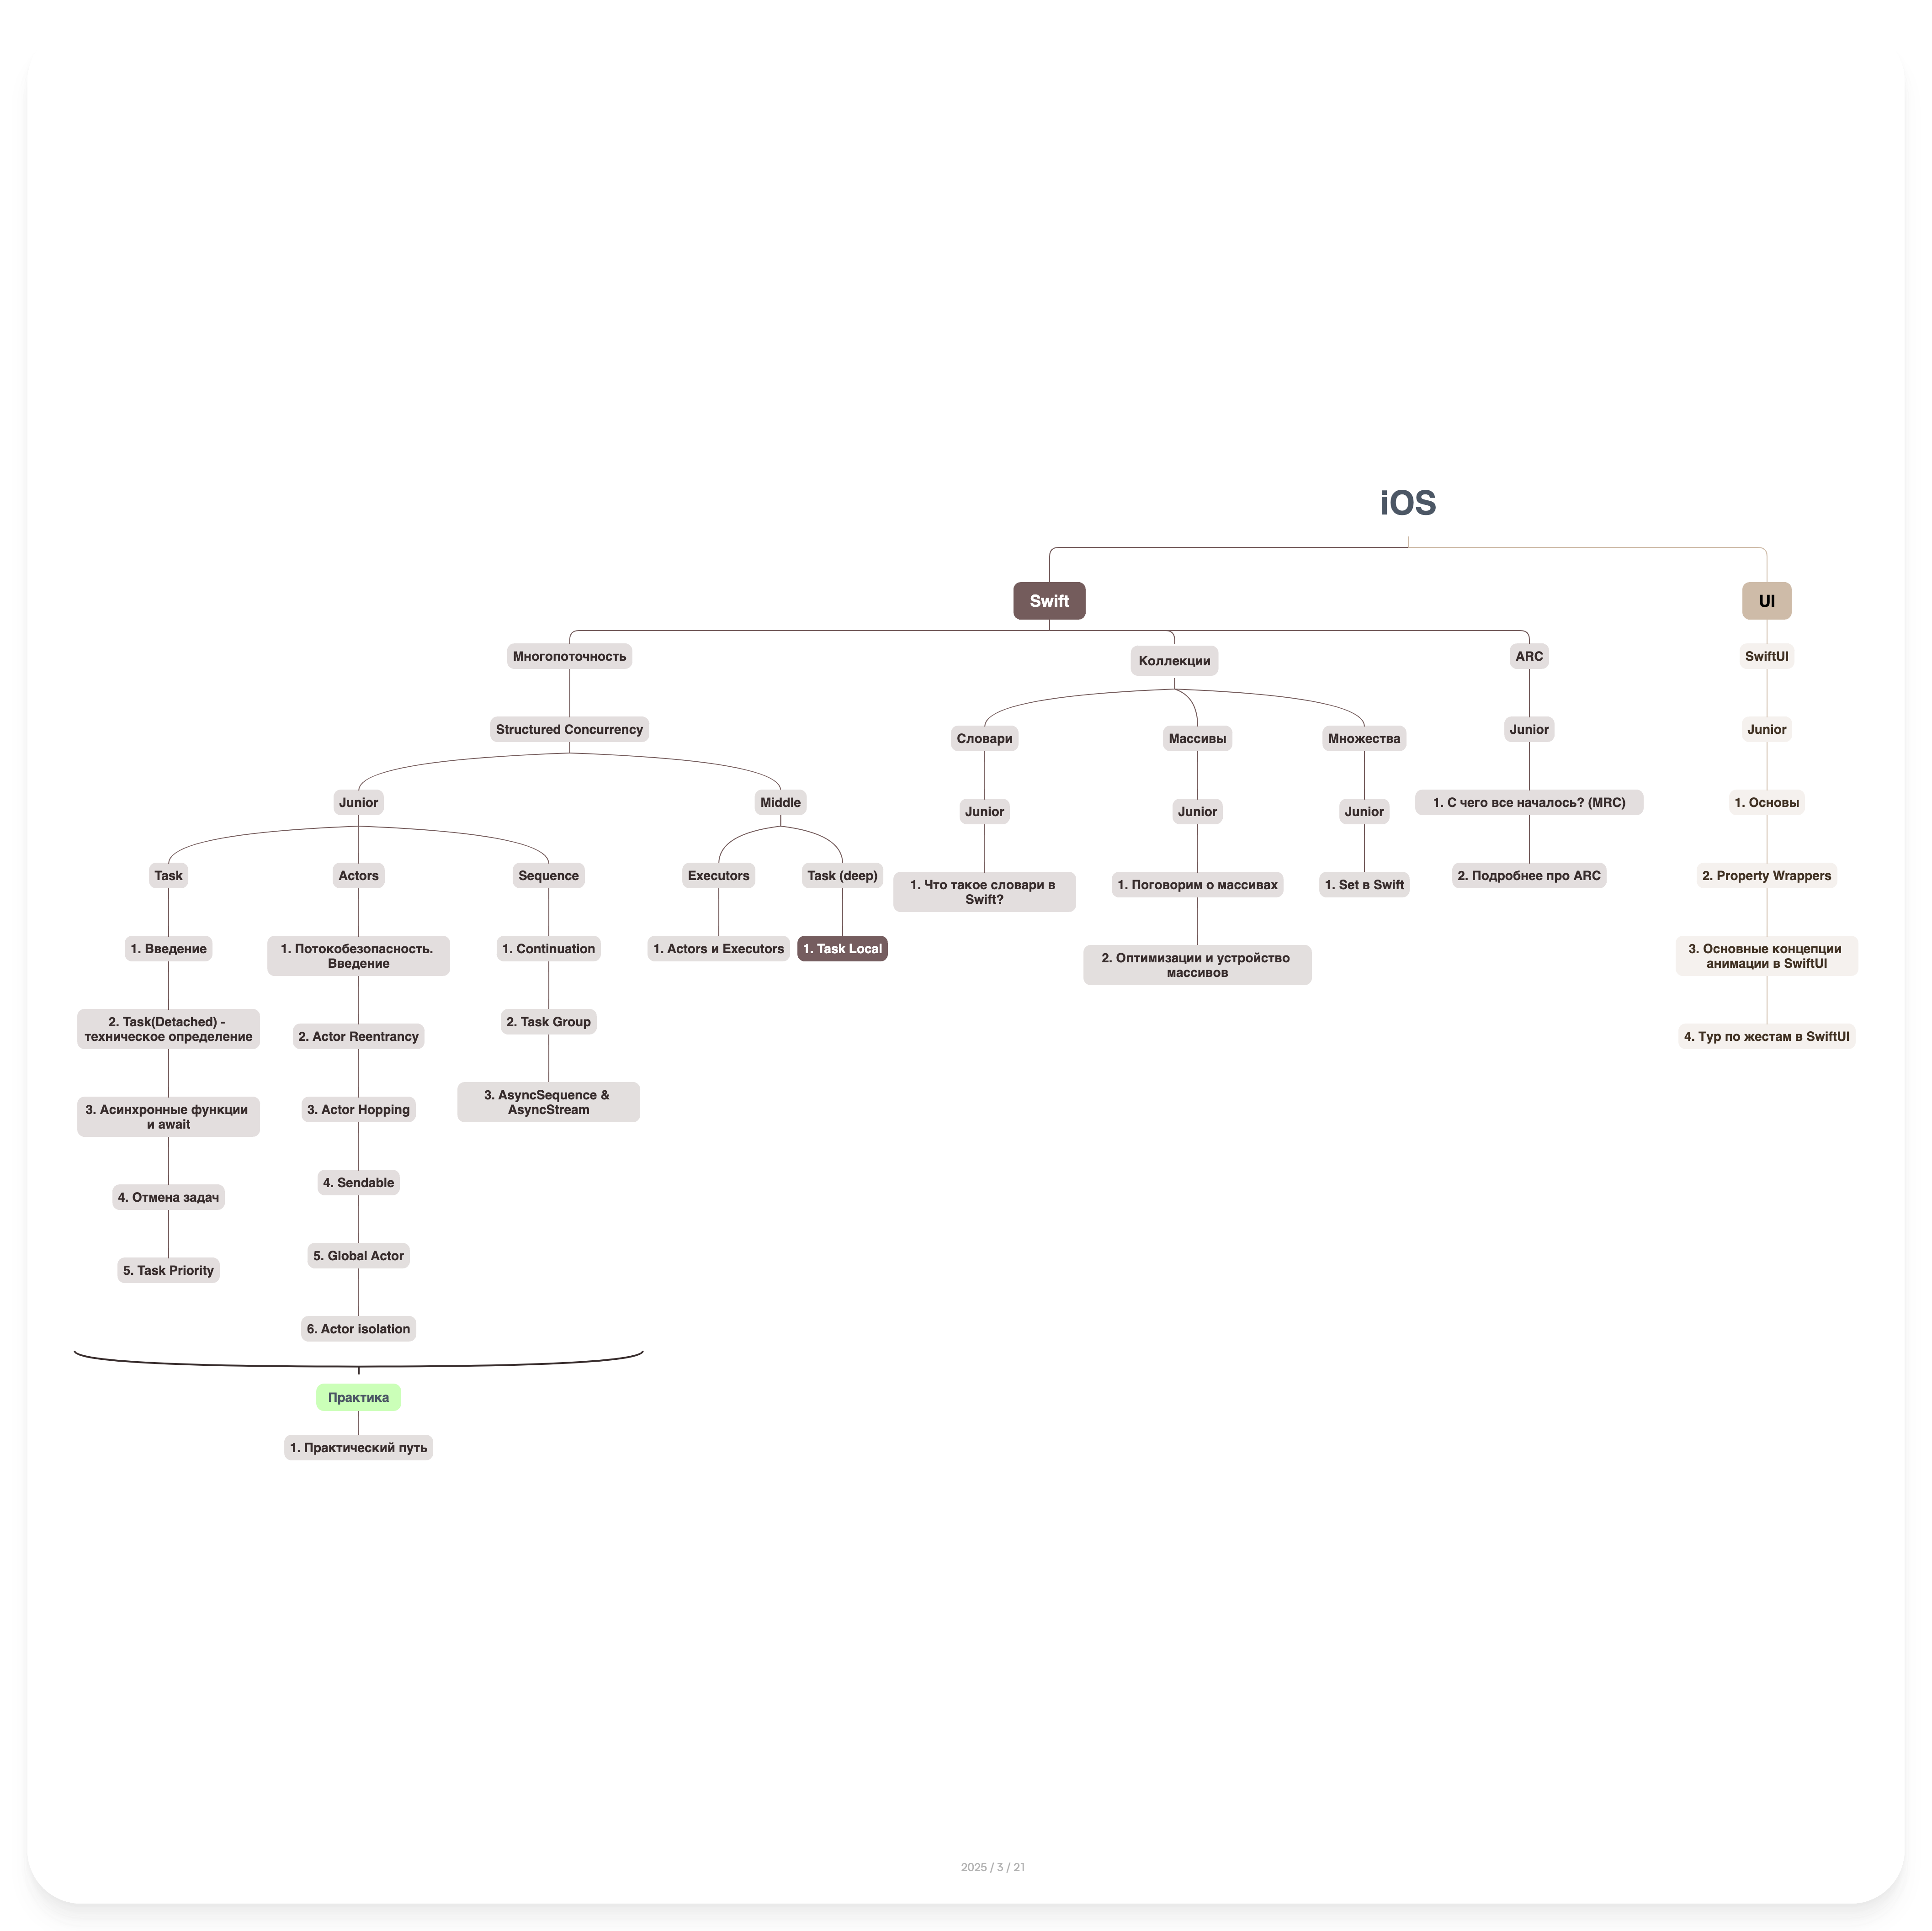 iOS
Swift
UI
Многопоточность
Коллекции
ARC
SwiftUI
Structured Concurrency
Словари
Массивы
Множества
Junior
Junior
Junior
Middle
Junior
Junior
Junior
1. С чего все началось? (MRC)
1. Основы
Task
Actors
Sequence
Executors
Task (deep)
1. Что такое словари в
Swift?
1. Поговорим о массивах
1. Set в Swift
2. Подробнее про ARC
2. Property Wrappers
1. Введение
1. Потокобезопасность.
Введение
1. Continuation
1. Actors и Executors
1. Task Local
2. Оптимизации и устройство
массивов
3. Основные концепции
анимации в SwiftUI
2. Task(Detached) -
техническое определение
2. Actor Reentrancy
2. Task Group
4. Тур по жестам в SwiftUI
3. Асинхронные функции
и await
3. Actor Hopping
3. AsyncSequence &
AsyncStream
4. Отмена задач
4. Sendable
5. Task Priority
5. Global Actor
6. Actor isolation
Практика
1. Практический путь
2025 / 3 / 21